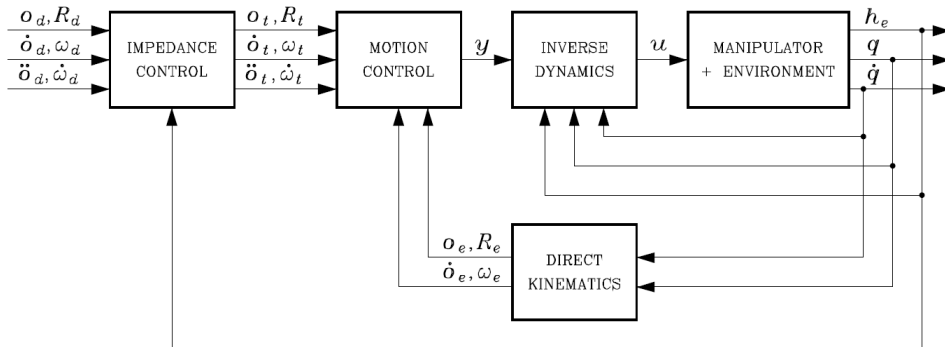 o_d, R_d
ȯ_d, ω_d
ö_d, ω̇_d
IMPEDANCE
CONTROL
o_t, R_t
ȯ_t, ω_t
ö_t, ω̇_t
MOTION
CONTROL
y
INVERSE
DYNAMICS
u
MANIPULATOR
+ ENVIRONMENT
h_e
q
q̇
o_e, R_e
ȯ_e, ω_e
DIRECT
KINEMATICS